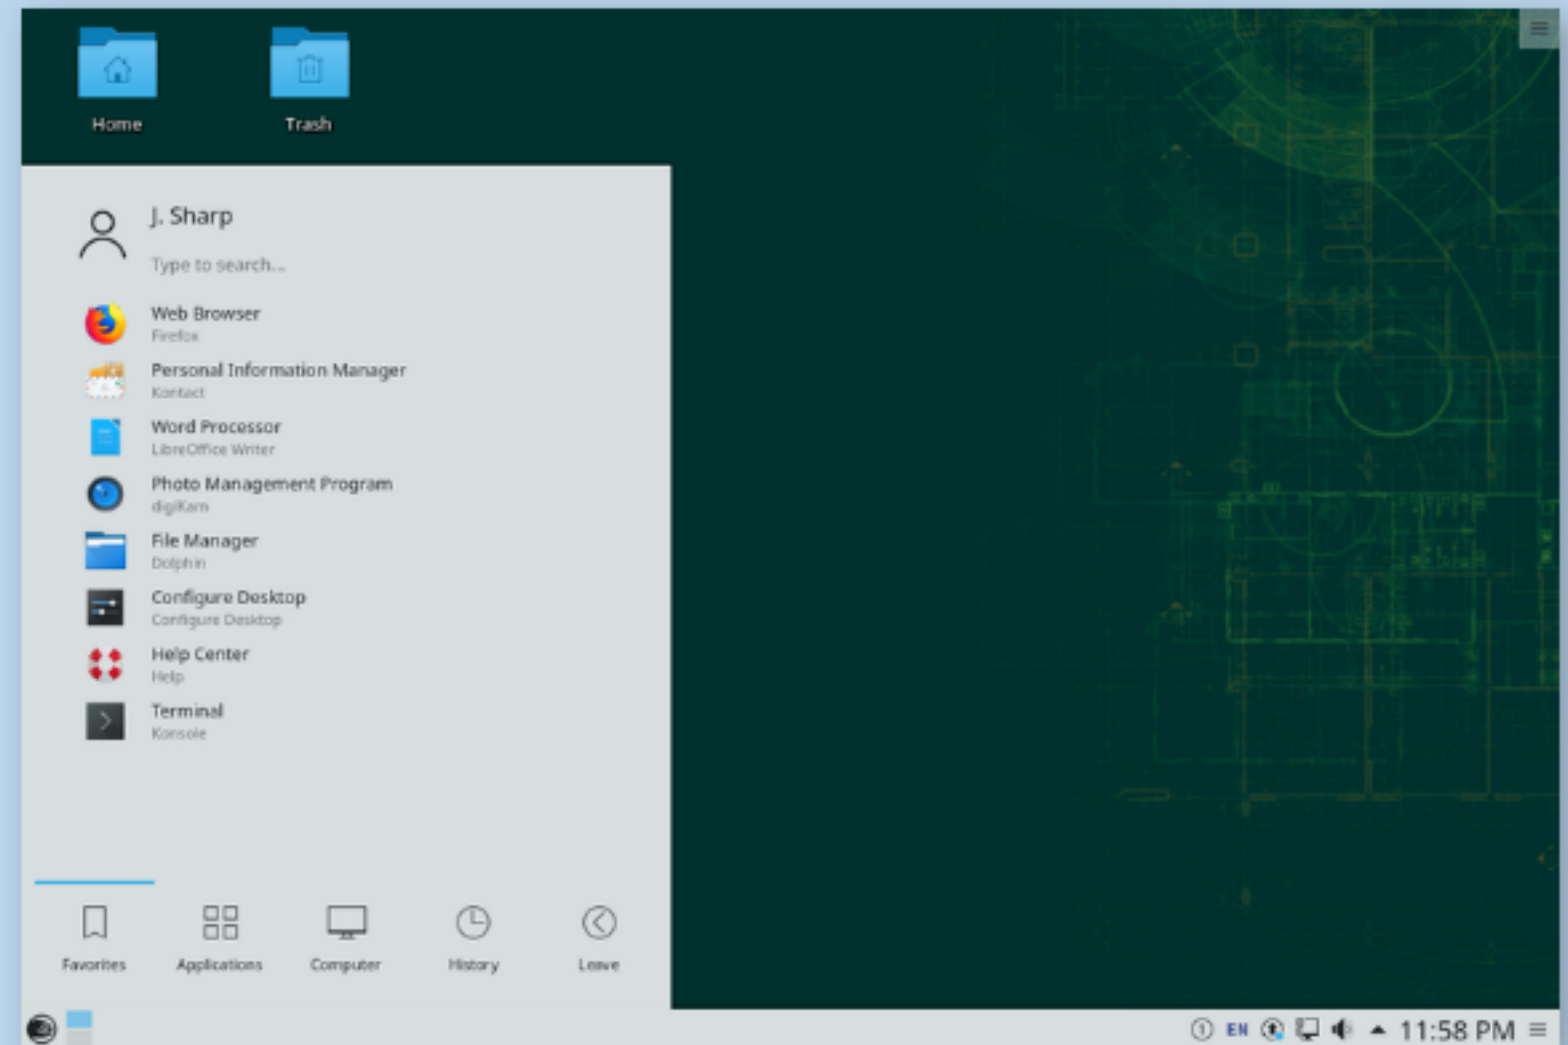 Home
Trash
J. Sharp
Type to search...
Web Browser
Firefox
Personal Information Manager
Kontact
Word Processor
LibreOffice Writer
Photo Management Program
digiKam
File Manager
Dolphin
Configure Desktop
Configure Desktop
Help Center
Help
Terminal
Konsole
Favorites
Applications
Computer
History
Leave
1 EN 11:58 PM